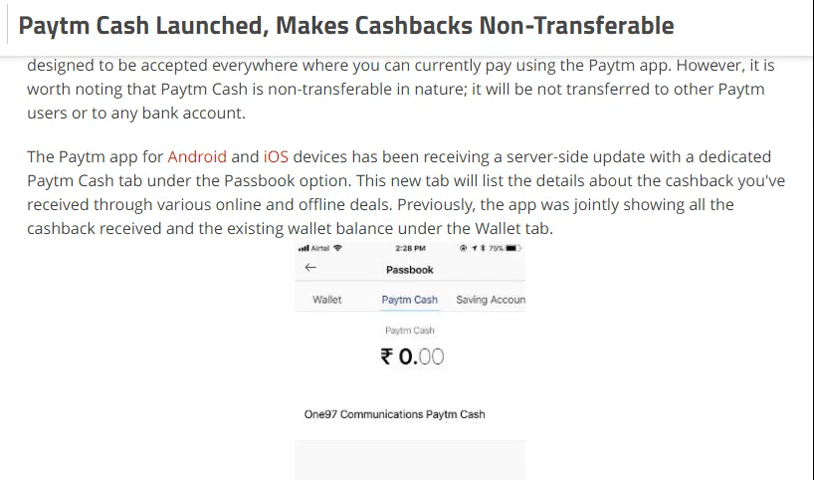 Paytm Cash Launched, Makes Cashbacks Non-Transferable
designed to be accepted everywhere where you can currently pay using the Paytm app. However, it is
worth noting that Paytm Cash is non-transferable in nature; it will be not transferred to other Paytm
users or to any bank account.
The Paytm app for Android and iOS devices has been receiving a server-side update with a dedicated
Paytm Cash tab under the Passbook option. This new tab will list the details about the cashback you've
received through various online and offline deals. Previously, the app was jointly showing all the
cashback received and the existing wallet balance under the Wallet tab.
Airtel 2:28 PM 75%
Passbook
Wallet Paytm Cash Saving Accoun
Paytm Cash
₹ 0.00
One97 Communications Paytm Cash